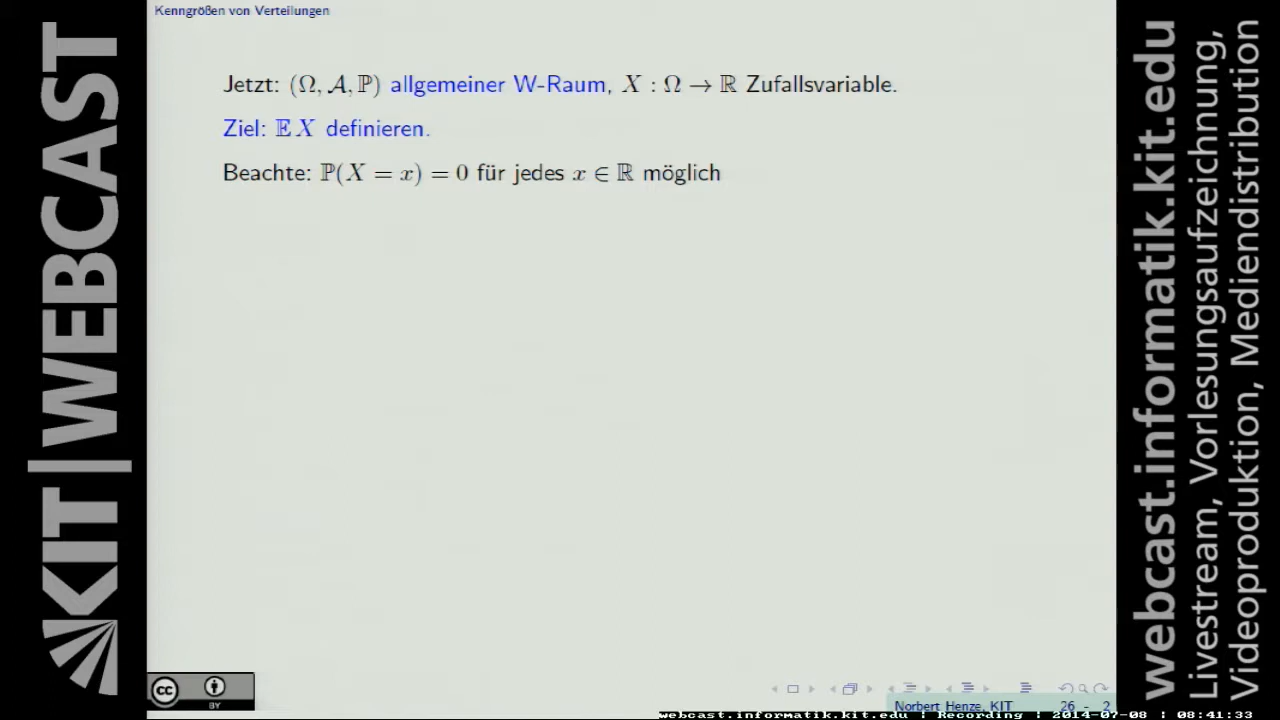 Kenngrößen von Verteilungen
Jetzt: (Ω, 𝒜, ℙ) allgemeiner W-Raum, X : Ω → ℝ Zufallsvariable.
Ziel: 𝔼 X definieren.
Beachte: ℙ(X = x) = 0 für jedes x ∈ ℝ möglich
KIT | WEBCAST
webcast.informatik.kit.edu
Livestream, Vorlesungsaufzeichnung,
Videoproduktion, Mediendistribution
cc
BY
Norbert Henze, KIT 26 - 2
webcast.informatik.kit.edu | Recording | 2014-07-08 | 08:41:33